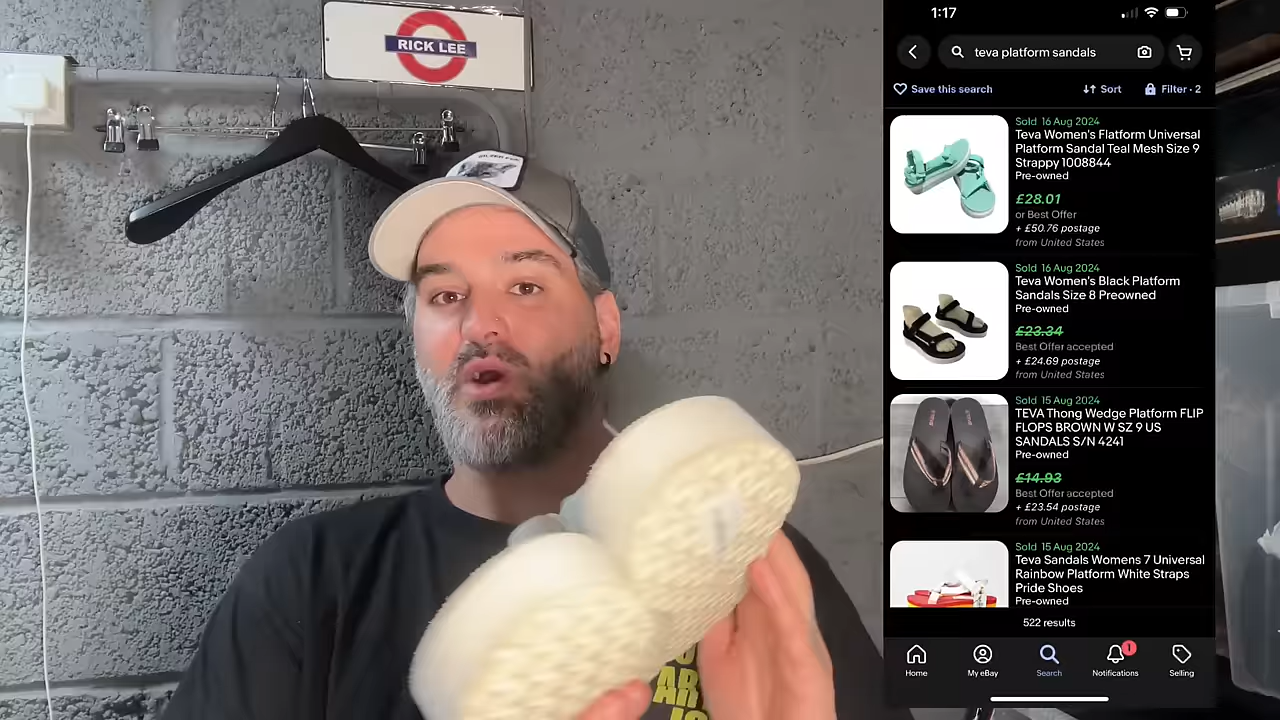 RICK LEE
1:17
teva platform sandals
Save this search
Sort
Filter · 2
Sold 16 Aug 2024
Teva Women's Flatform Universal
Platform Sandal Teal Mesh Size 9
Strappy 1008844
Pre-owned
£28.01
or Best Offer
+ £50.76 postage
from United States
Sold 16 Aug 2024
Teva Women's Black Platform
Sandals Size 8 Preowned
Pre-owned
£23.34
Best Offer accepted
+ £24.69 postage
from United States
Sold 15 Aug 2024
TEVA Thong Wedge Platform FLIP
FLOPS BROWN W SZ 9 US
SANDALS S/N 4241
Pre-owned
£14.93
Best Offer accepted
+ £23.54 postage
from United States
Sold 15 Aug 2024
Teva Sandals Womens 7 Universal
Rainbow Platform White Straps
Pride Shoes
Pre-owned
522 results
Home
My eBay
Search
1
Notifications
Selling